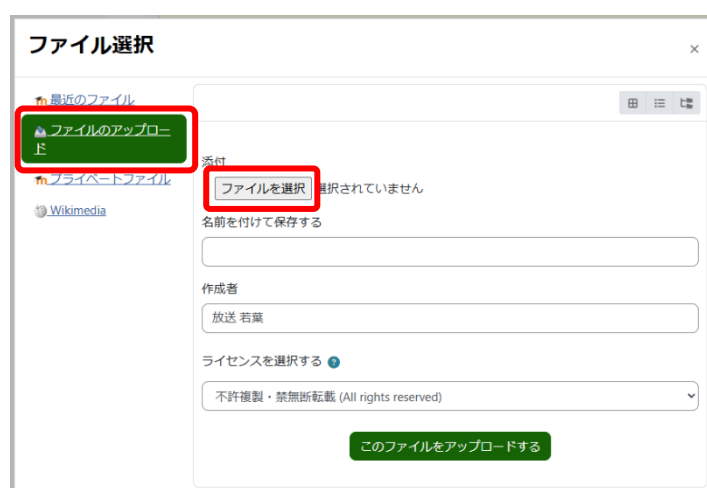 ファイル選択
×
最近のファイル
ファイルのアップロー
ド
プライベートファイル
Wikimedia
添付
ファイルを選択 選択されていません
名前を付けて保存する
作成者
放送 若葉
ライセンスを選択する ?
不許複製・禁無断転載 (All rights reserved)
このファイルをアップロードする